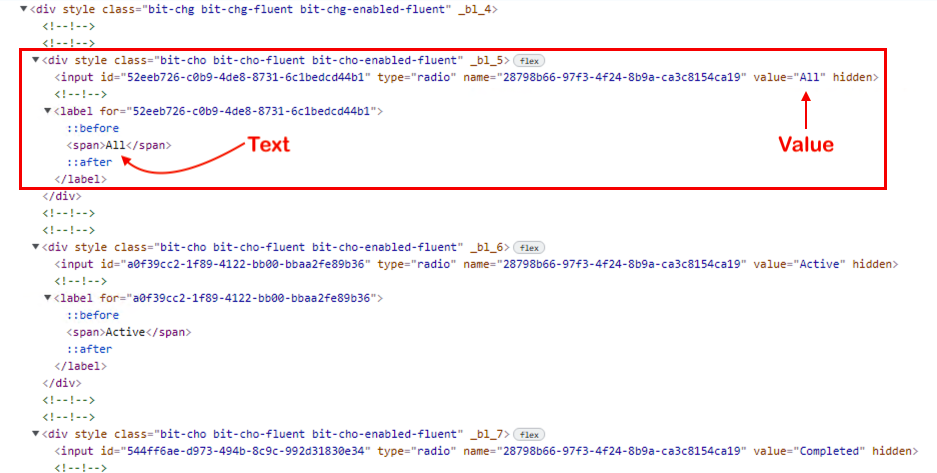 ▼<div style class="bit-chg bit-chg-fluent bit-chg-enabled-fluent" _bl_4>
<!--!-->
<!--!-->
▼<div style class="bit-cho bit-cho-fluent bit-cho-enabled-fluent" _bl_5> flex
<input id="52eeb726-c0b9-4de8-8731-6c1bedcd44b1" type="radio" name="28798b66-97f3-4f24-8b9a-ca3c8154ca19" value="All" hidden>
<!--!-->
▼<label for="52eeb726-c0b9-4de8-8731-6c1bedcd44b1">
::before
<span>All</span> Text Value
::after
</label>
</div>
<!--!-->
<!--!-->
▼<div style class="bit-cho bit-cho-fluent bit-cho-enabled-fluent" _bl_6> flex
<input id="a0f39cc2-1f89-4122-bb00-bbaa2fe89b36" type="radio" name="28798b66-97f3-4f24-8b9a-ca3c8154ca19" value="Active" hidden>
<!--!-->
▼<label for="a0f39cc2-1f89-4122-bb00-bbaa2fe89b36">
::before
<span>Active</span>
::after
</label>
</div>
<!--!-->
<!--!-->
▼<div style class="bit-cho bit-cho-fluent bit-cho-enabled-fluent" _bl_7> flex
<input id="544ff6ae-d973-494b-8c9c-992d31830e34" type="radio" name="28798b66-97f3-4f24-8b9a-ca3c8154ca19" value="Completed" hidden>
<!--!-->